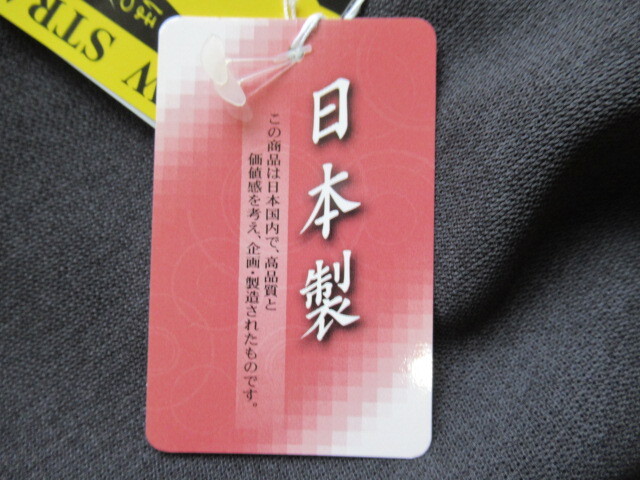 日本製
この商品は日本国内で、高品質と
価値感を考え、企画・製造されたものです。
W STRA